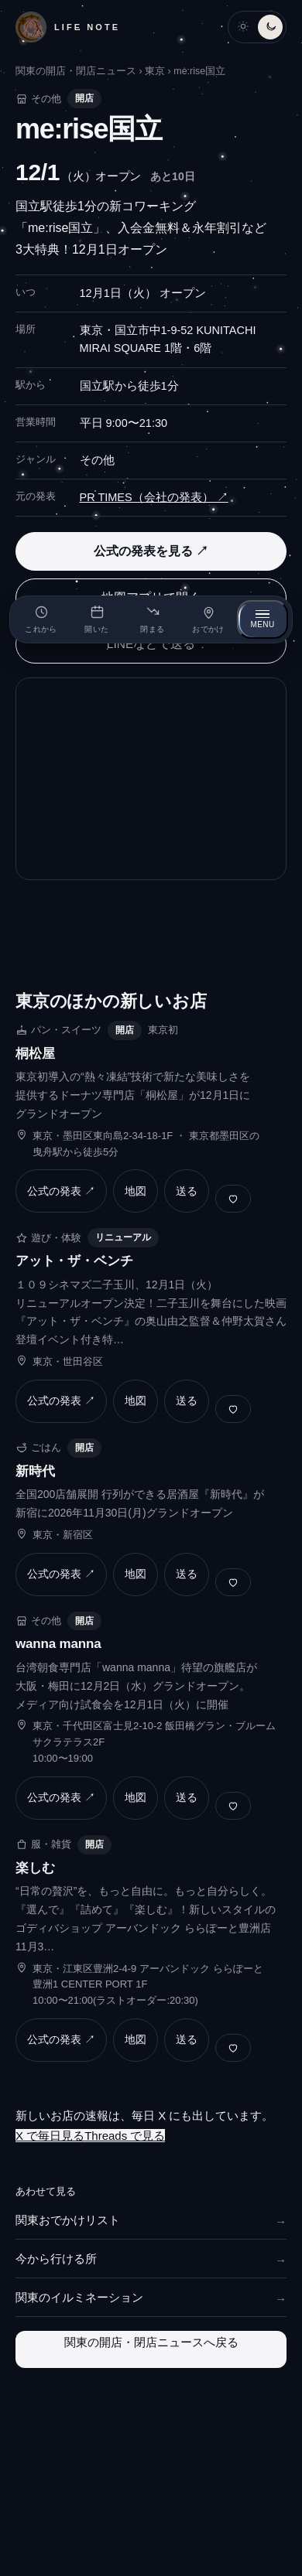 LIFE NOTE
関東の開店・閉店ニュース › 東京 › me:rise国立
その他 開店
me:rise国立
12/1（火）オープン あと10日
国立駅徒歩1分の新コワーキング
「me:rise国立」、入会金無料＆永年割引など
3大特典！12月1日オープン
いつ 12月1日（火） オープン
場所 東京・国立市中1-9-52 KUNITACHI
MIRAI SQUARE 1階・6階
駅から 国立駅から徒歩1分
営業時間 平日 9:00〜21:30
ジャンル その他
元の発表 PR TIMES（会社の発表） ↗
公式の発表を見る ↗
地図アプリで開く
これから 開いた 閉まる おでかけ MENU
LINEなどで送る
東京のほかの新しいお店
パン・スイーツ 開店 東京初
桐松屋
東京初導入の“熱々凍結”技術で新たな美味しさを
提供するドーナツ専門店「桐松屋」が12月1日に
グランドオープン
東京・墨田区東向島2-34-18-1F ・ 東京都墨田区の
曳舟駅から徒歩5分
公式の発表 ↗ 地図 送る ♡
遊び・体験 リニューアル
アット・ザ・ベンチ
１０９シネマズ二子玉川、12月1日（火）
リニューアルオープン決定！二子玉川を舞台にした映画
『アット・ザ・ベンチ』の奥山由之監督＆仲野太賀さん
登壇イベント付き特…
東京・世田谷区
公式の発表 ↗ 地図 送る ♡
ごはん 開店
新時代
全国200店舗展開 行列ができる居酒屋『新時代』が
新宿に2026年11月30日(月)グランドオープン
東京・新宿区
公式の発表 ↗ 地図 送る ♡
その他 開店
wanna manna
台湾朝食専門店「wanna manna」待望の旗艦店が
大阪・梅田に12月2日（水）グランドオープン。
メディア向け試食会を12月1日（火）に開催
東京・千代田区富士見2-10-2 飯田橋グラン・ブルーム
サクラテラス2F
10:00〜19:00
公式の発表 ↗ 地図 送る ♡
服・雑貨 開店
楽しむ
“日常の贅沢”を、もっと自由に。もっと自分らしく。
『選んで』『詰めて』『楽しむ』！新しいスタイルの
ゴディバショップ アーバンドック ららぽーと豊洲店
11月3…
東京・江東区豊洲2-4-9 アーバンドック ららぽーと
豊洲1 CENTER PORT 1F
10:00〜21:00(ラストオーダー:20:30)
公式の発表 ↗ 地図 送る ♡
新しいお店の速報は、毎日 X にも出しています。
X で毎日見るThreads で見る
あわせて見る
関東おでかけリスト →
今から行ける所 →
関東のイルミネーション →
関東の開店・閉店ニュースへ戻る